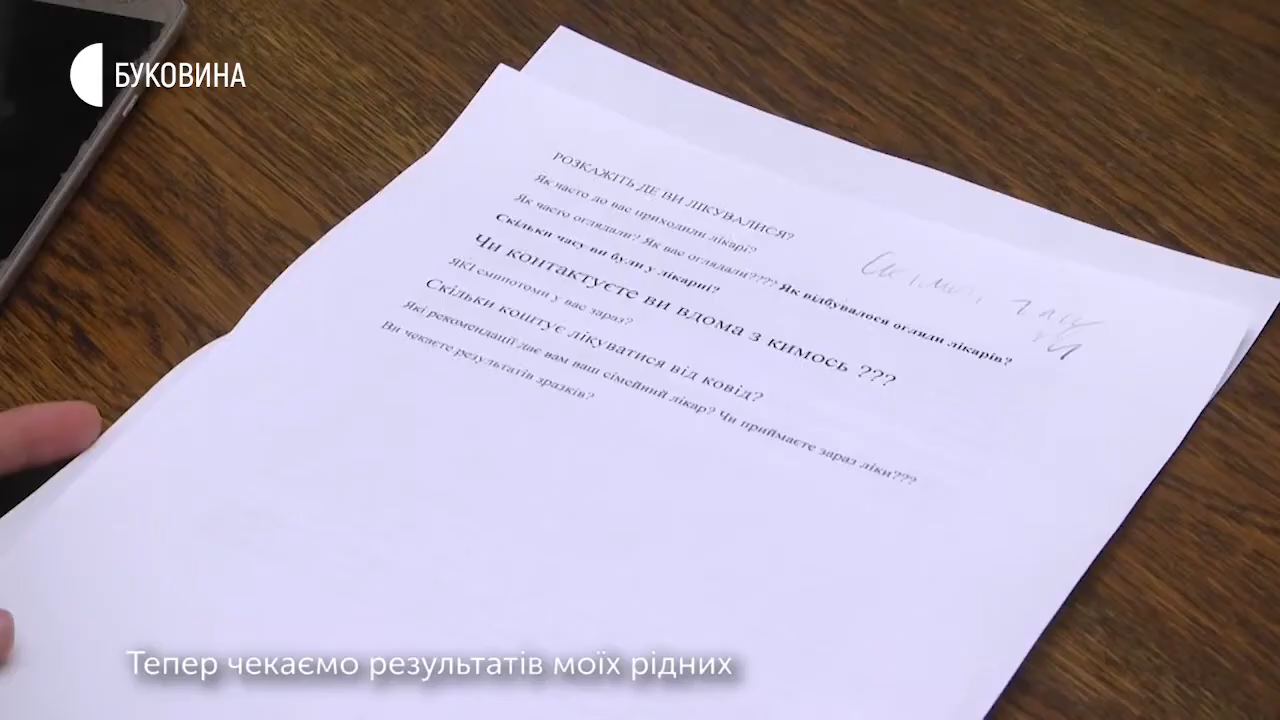 БУКОВИНА
РОЗКАЖІТЬ ДЕ ВИ ЛІКУВАЛИСЯ?
Як часто до вас приходили лікарі?
Як часто оглядали? Як вас оглядали???? Як відбувалося огляди лікарів?
Скільки часу ви були у лікарні?
Чи контактуєте ви вдома з кимось ???
ЯКІ симптоми у вас зараз?
Скільки коштує лікуватися від ковід?
Які рекомендації дає вам ваш сімейний лікар? Чи приймаєте зараз ліки???
Ви чекаєте результатів зразків?
Тепер чекаємо результатів моїх рідних